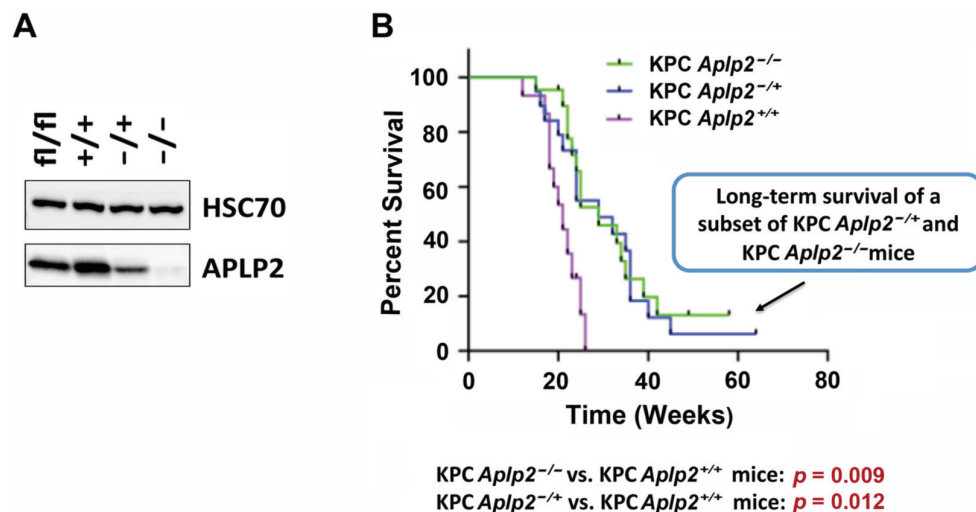 A
fl/fl
+/+
-/+
-/-
HSC70
APLP2
B
KPC Aplp2−/−
KPC Aplp2−/+
KPC Aplp2+/+
100
80
60
40
20
0
Percent Survival
Long-term survival of a
subset of KPC Aplp2−/+ and
KPC Aplp2−/−mice
0 20 40 60 80
Time (Weeks)
KPC Aplp2−/− vs. KPC Aplp2+/+ mice: p = 0.009
KPC Aplp2−/+ vs. KPC Aplp2+/+ mice: p = 0.012